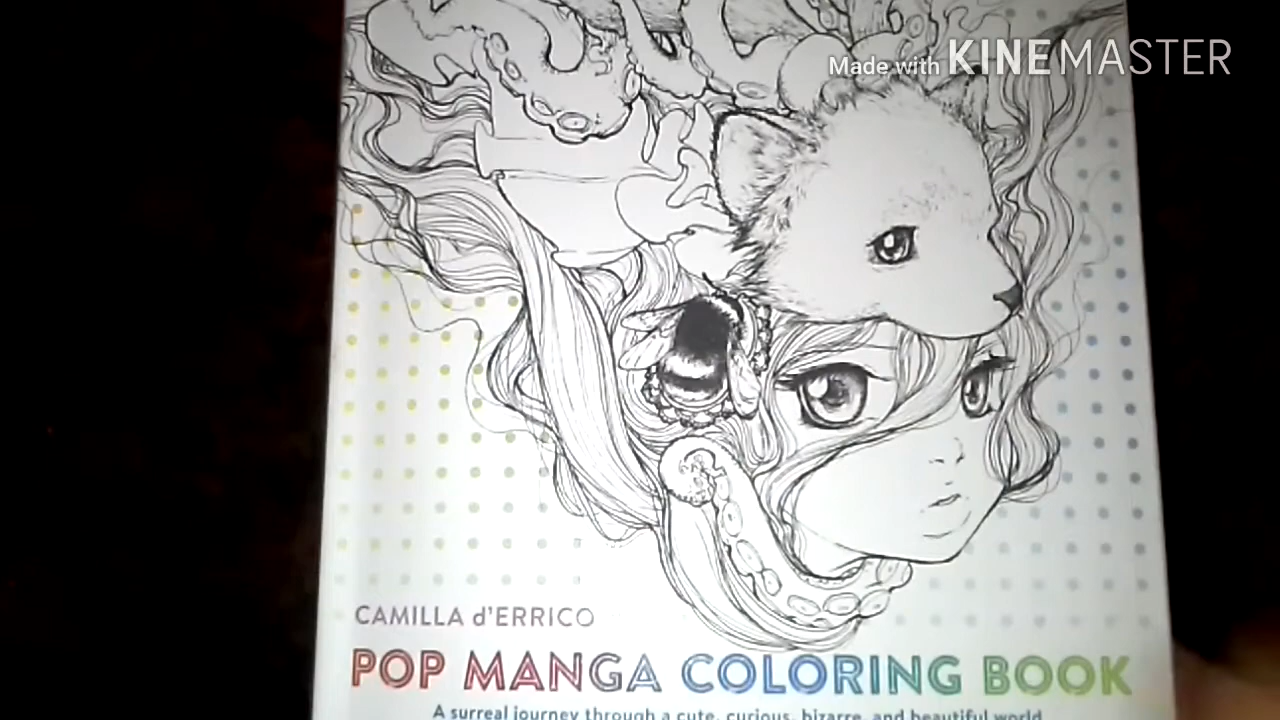 Made with KINEMASTER
CAMILLA d'ERRICO
POP MANGA COLORING BOOK
A surreal journey through a cute, curious, bizarre, and beautiful world